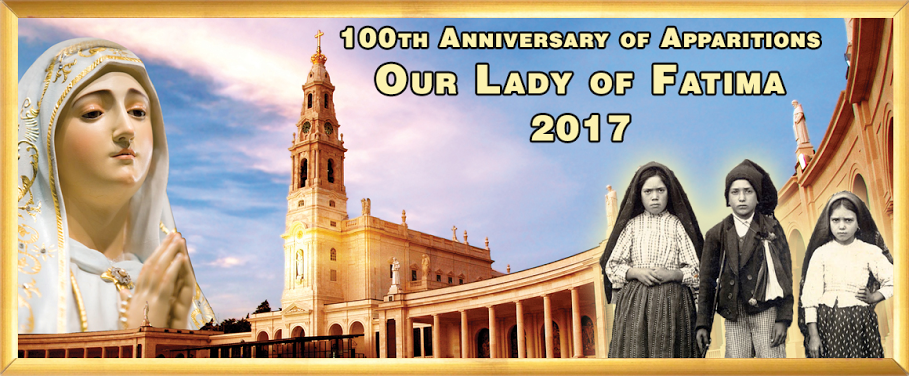 100TH ANNIVERSARY OF APPARITIONS
OUR LADY OF FATIMA
2017